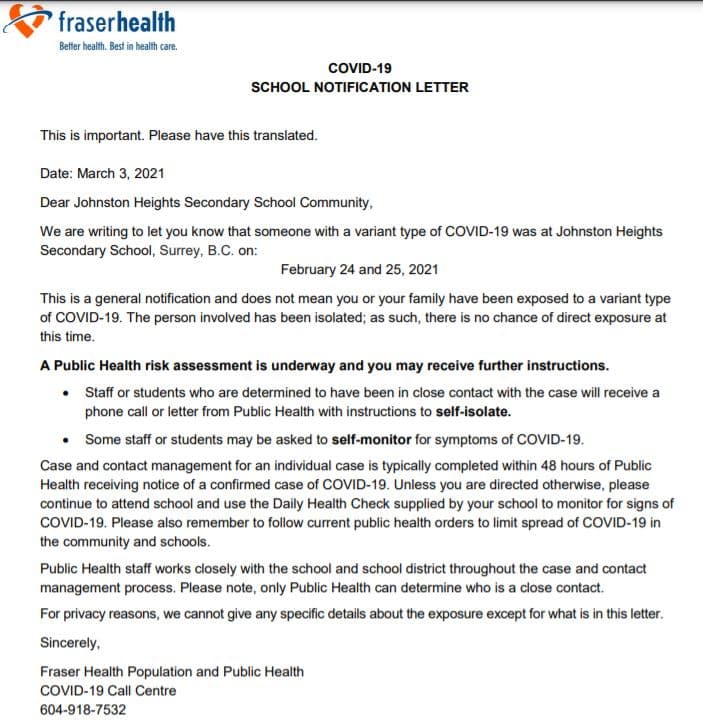 fraserhealth
Better health. Best in health care.
COVID-19
SCHOOL NOTIFICATION LETTER
This is important. Please have this translated.
Date: March 3, 2021
Dear Johnston Heights Secondary School Community,
We are writing to let you know that someone with a variant type of COVID-19 was at Johnston Heights
Secondary School, Surrey, B.C. on:
February 24 and 25, 2021
This is a general notification and does not mean you or your family have been exposed to a variant type
of COVID-19. The person involved has been isolated; as such, there is no chance of direct exposure at
this time.
A Public Health risk assessment is underway and you may receive further instructions.
• Staff or students who are determined to have been in close contact with the case will receive a
phone call or letter from Public Health with instructions to self-isolate.
• Some staff or students may be asked to self-monitor for symptoms of COVID-19.
Case and contact management for an individual case is typically completed within 48 hours of Public
Health receiving notice of a confirmed case of COVID-19. Unless you are directed otherwise, please
continue to attend school and use the Daily Health Check supplied by your school to monitor for signs of
COVID-19. Please also remember to follow current public health orders to limit spread of COVID-19 in
the community and schools.
Public Health staff works closely with the school and school district throughout the case and contact
management process. Please note, only Public Health can determine who is a close contact.
For privacy reasons, we cannot give any specific details about the exposure except for what is in this letter.
Sincerely,
Fraser Health Population and Public Health
COVID-19 Call Centre
604-918-7532